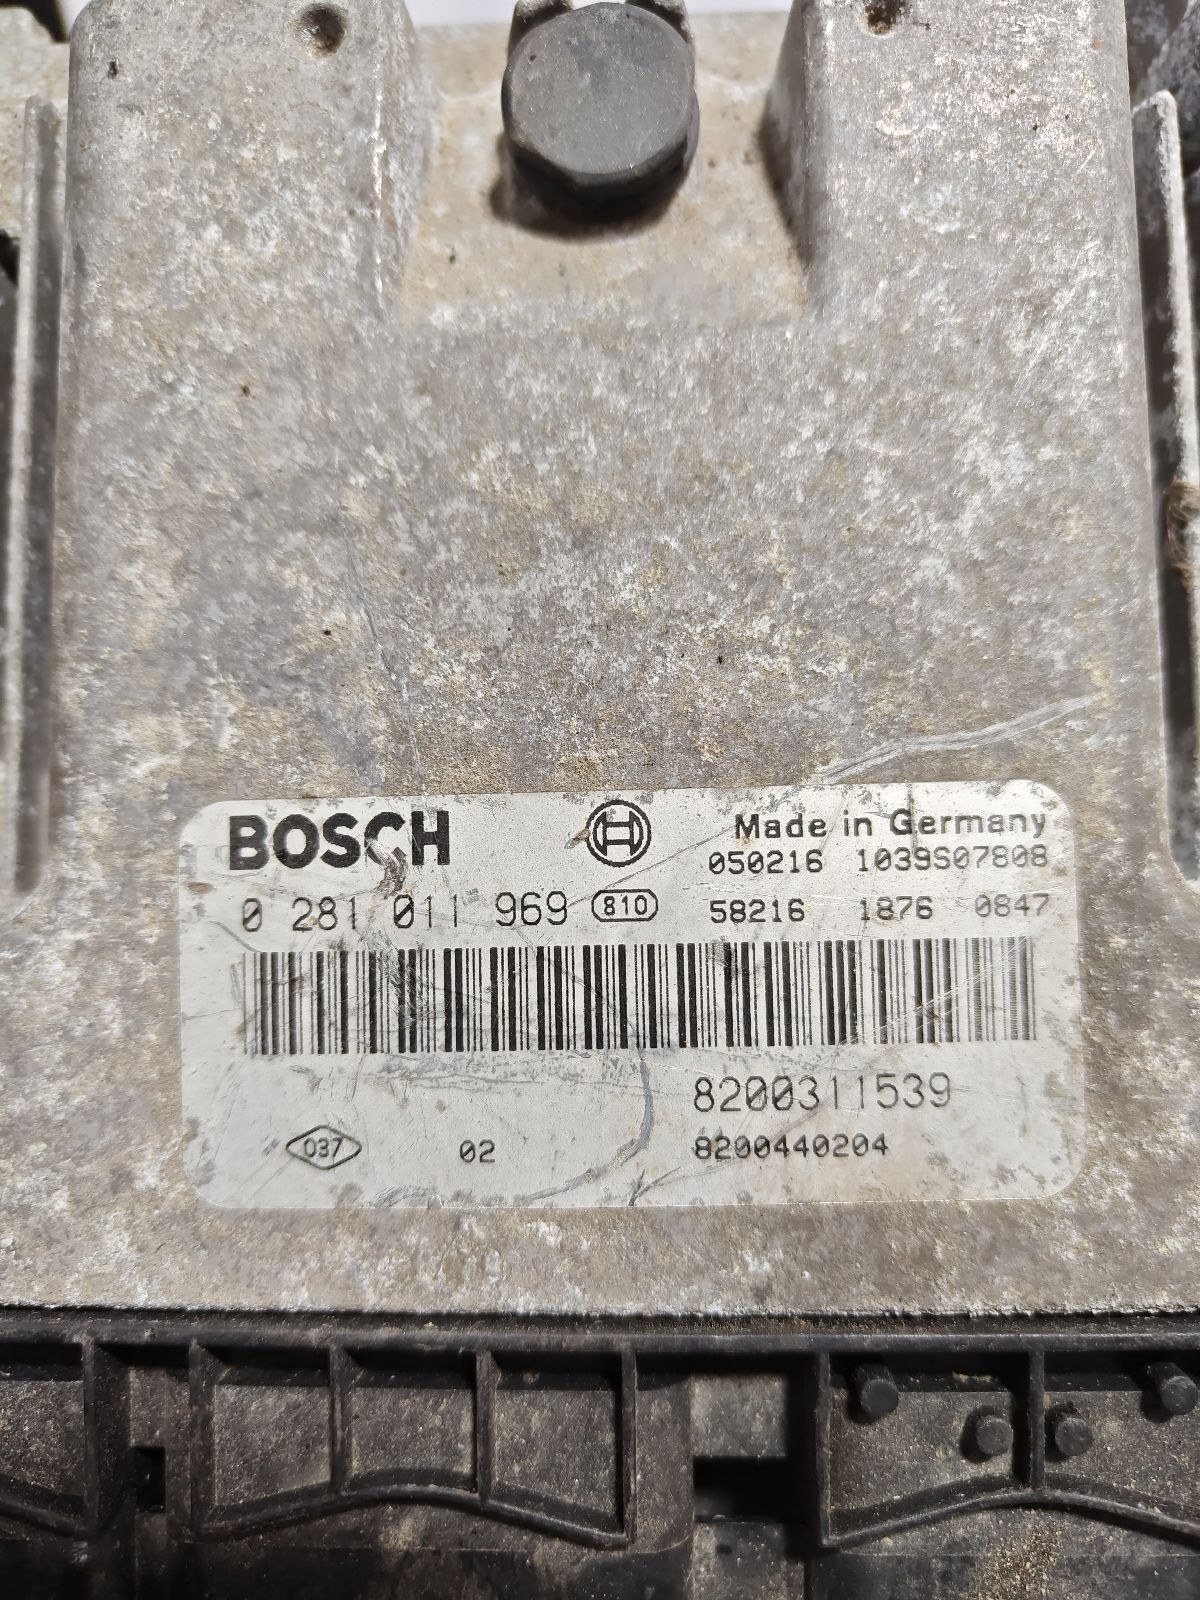 BOSCH
Made in Germany
050216 1039S07808
0 281 011 969 810 58216 1876 0847
8200311539
037 02 8200440204